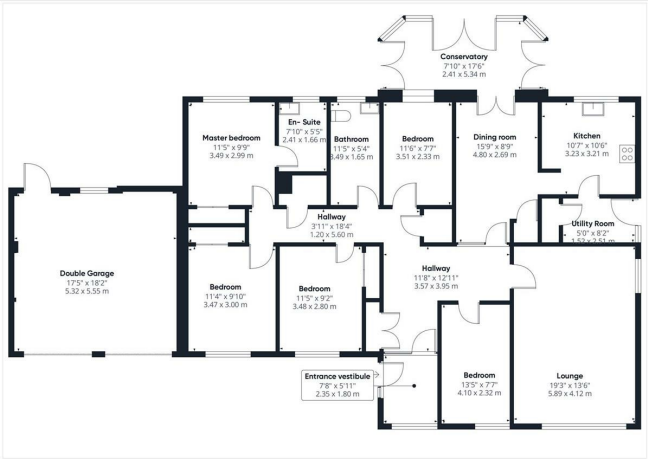 Conservatory
7'10" x 17'6"
2.41 x 5.34 m
Master bedroom
11'5" x 9'9"
3.49 x 2.99 m
En- Suite
7'10" x 5'5"
2.41 x 1.66 m
Bathroom
11'5" x 5'4"
3.49 x 1.65 m
Bedroom
11'6" x 7'7"
3.51 x 2.33 m
Dining room
15'9" x 8'9"
4.80 x 2.69 m
Kitchen
10'7" x 10'6"
3.23 x 3.21 m
Hallway
3'11" x 18'4"
1.20 x 5.60 m
Utility Room
5'0" x 8'2"
1.52 x 2.51 m
Double Garage
17'5" x 18'2"
5.32 x 5.55 m
Bedroom
11'4" x 9'10"
3.47 x 3.00 m
Bedroom
11'5" x 9'2"
3.48 x 2.80 m
Hallway
11'8" x 12'11"
3.57 x 3.95 m
Entrance vestibule
7'8" x 5'11"
2.35 x 1.80 m
Bedroom
13'5" x 7'7"
4.10 x 2.32 m
Lounge
19'3" x 13'6"
5.89 x 4.12 m